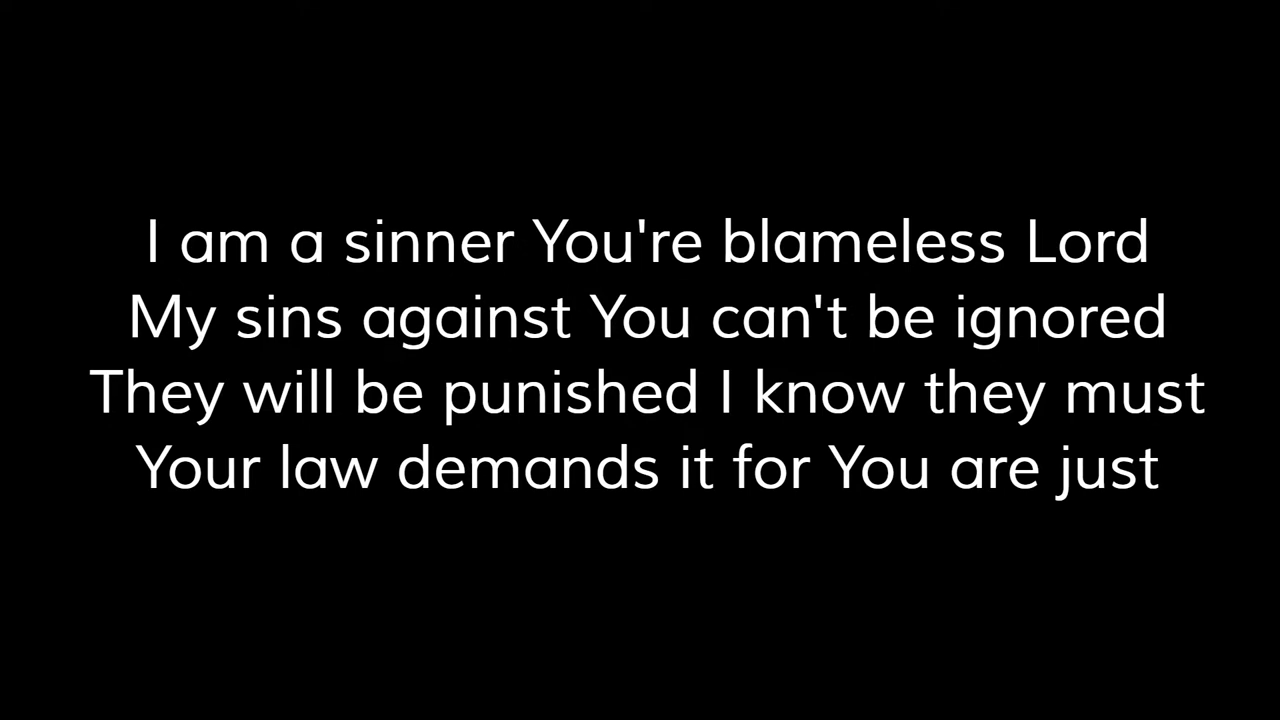 I am a sinner You're blameless Lord
My sins against You can't be ignored
They will be punished I know they must
Your law demands it for You are just